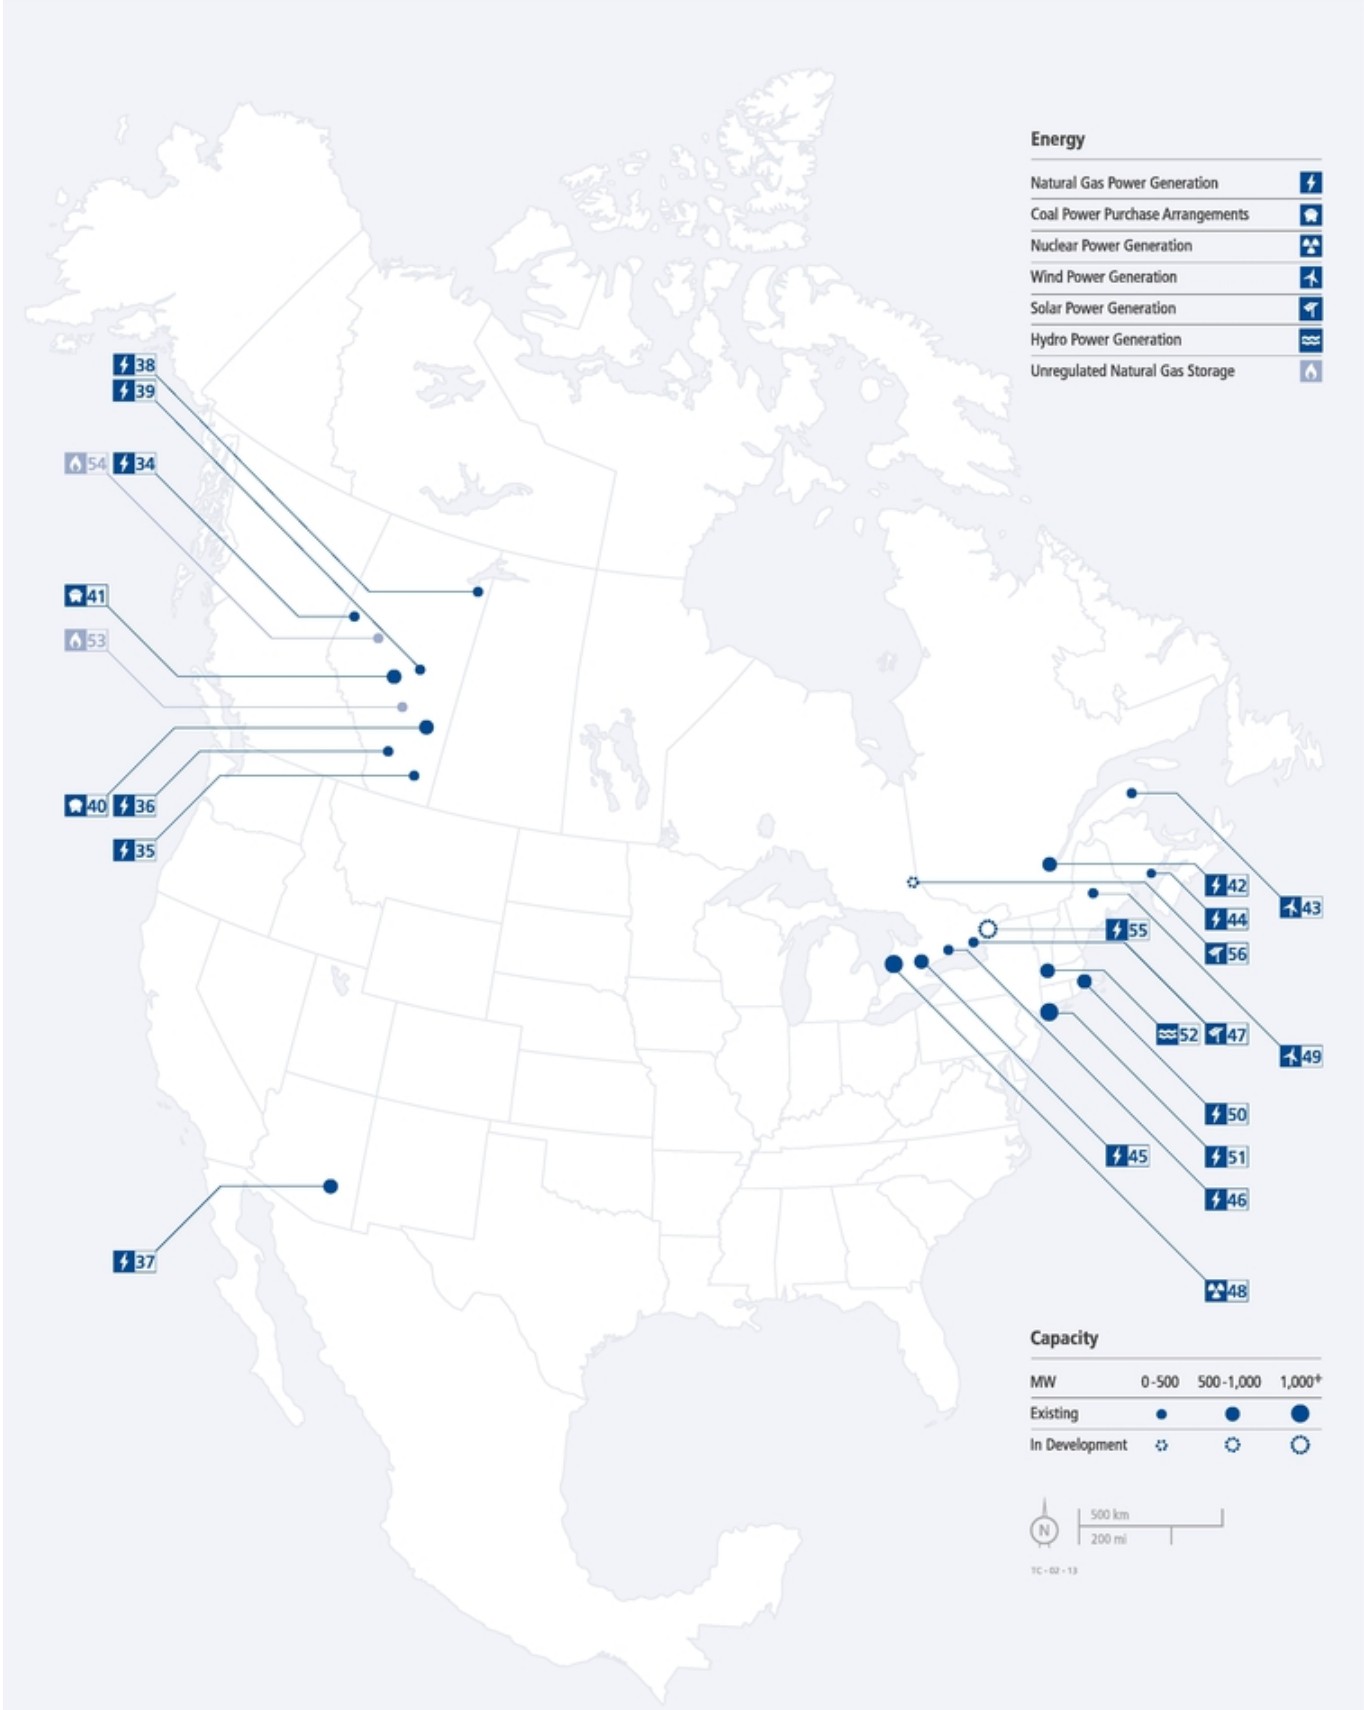 Energy
Natural Gas Power Generation
Coal Power Purchase Arrangements
Nuclear Power Generation
Wind Power Generation
Solar Power Generation
Hydro Power Generation
Unregulated Natural Gas Storage
38
39
54 34
41
53
40 36
35
42
43
44
55
56
52 47
49
50
45 51
46
37
48
Capacity
MW 0-500 500-1,000 1,000+
Existing
In Development
N
500 km
200 mi
TC - 02 - 13